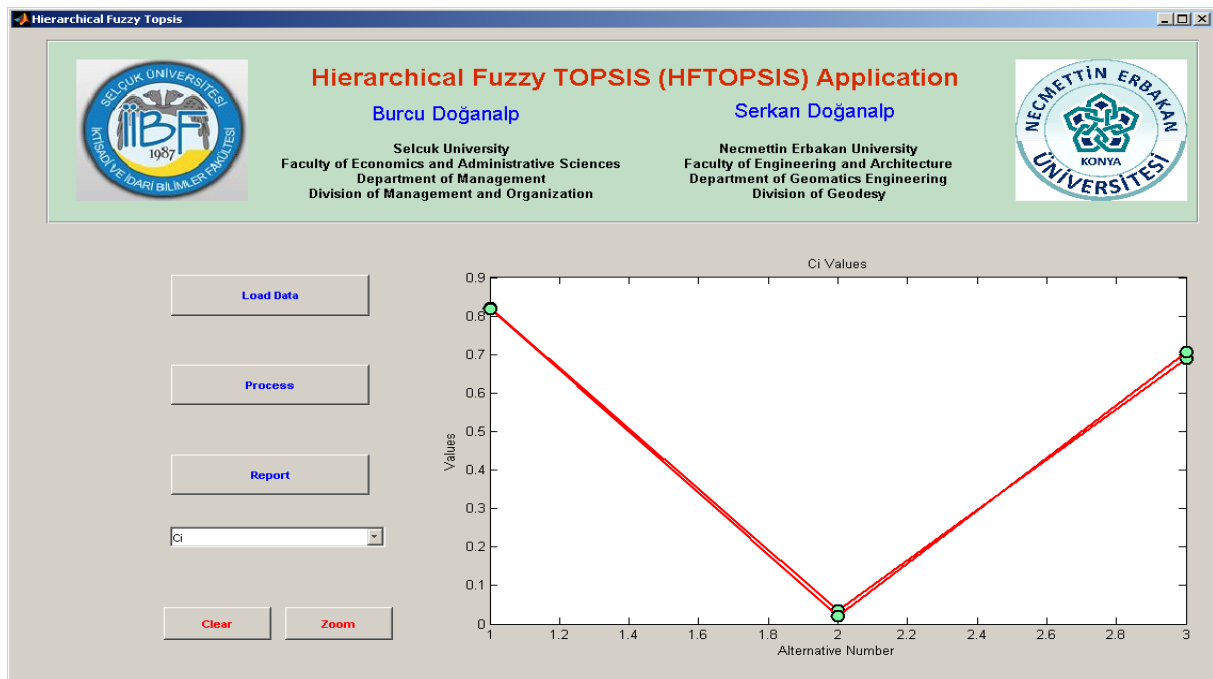 Hierarchical Fuzzy Topsis
SELÇUK ÜNİVERSİTESİ
İİBF
1987
İKTİSADİ VE İDARİ BİLİMLER FAKÜLTESİ
Hierarchical Fuzzy TOPSIS (HFTOPSIS) Application
Burcu Doğanalp
Selcuk University
Faculty of Economics and Administrative Sciences
Department of Management
Division of Management and Organization
Serkan Doğanalp
Necmettin Erbakan University
Faculty of Engineering and Architecture
Department of Geomatics Engineering
Division of Geodesy
NECMETTİN ERBAKAN
KONYA
ÜNİVERSİTESİ
Load Data
Process
Report
Ci
Clear
Zoom
Ci Values
Values
0.9
0.8
0.7
0.6
0.5
0.4
0.3
0.2
0.1
0
1
1.2
1.4
1.6
1.8
2
2.2
2.4
2.6
2.8
3
Alternative Number